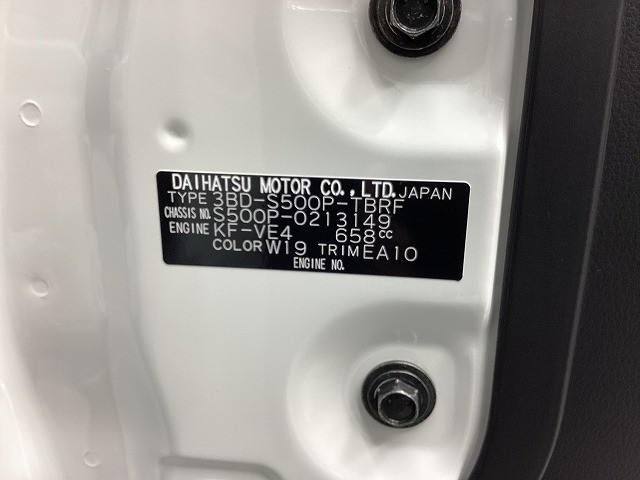 DAIHATSU MOTOR CO.,LTD. JAPAN
TYPE 3BD-S500P-TBRF
CHASSIS NO. S500P-0213149
ENGINE KF-VE4 658cc
COLOR W19 TRIM EA10
ENGINE NO.